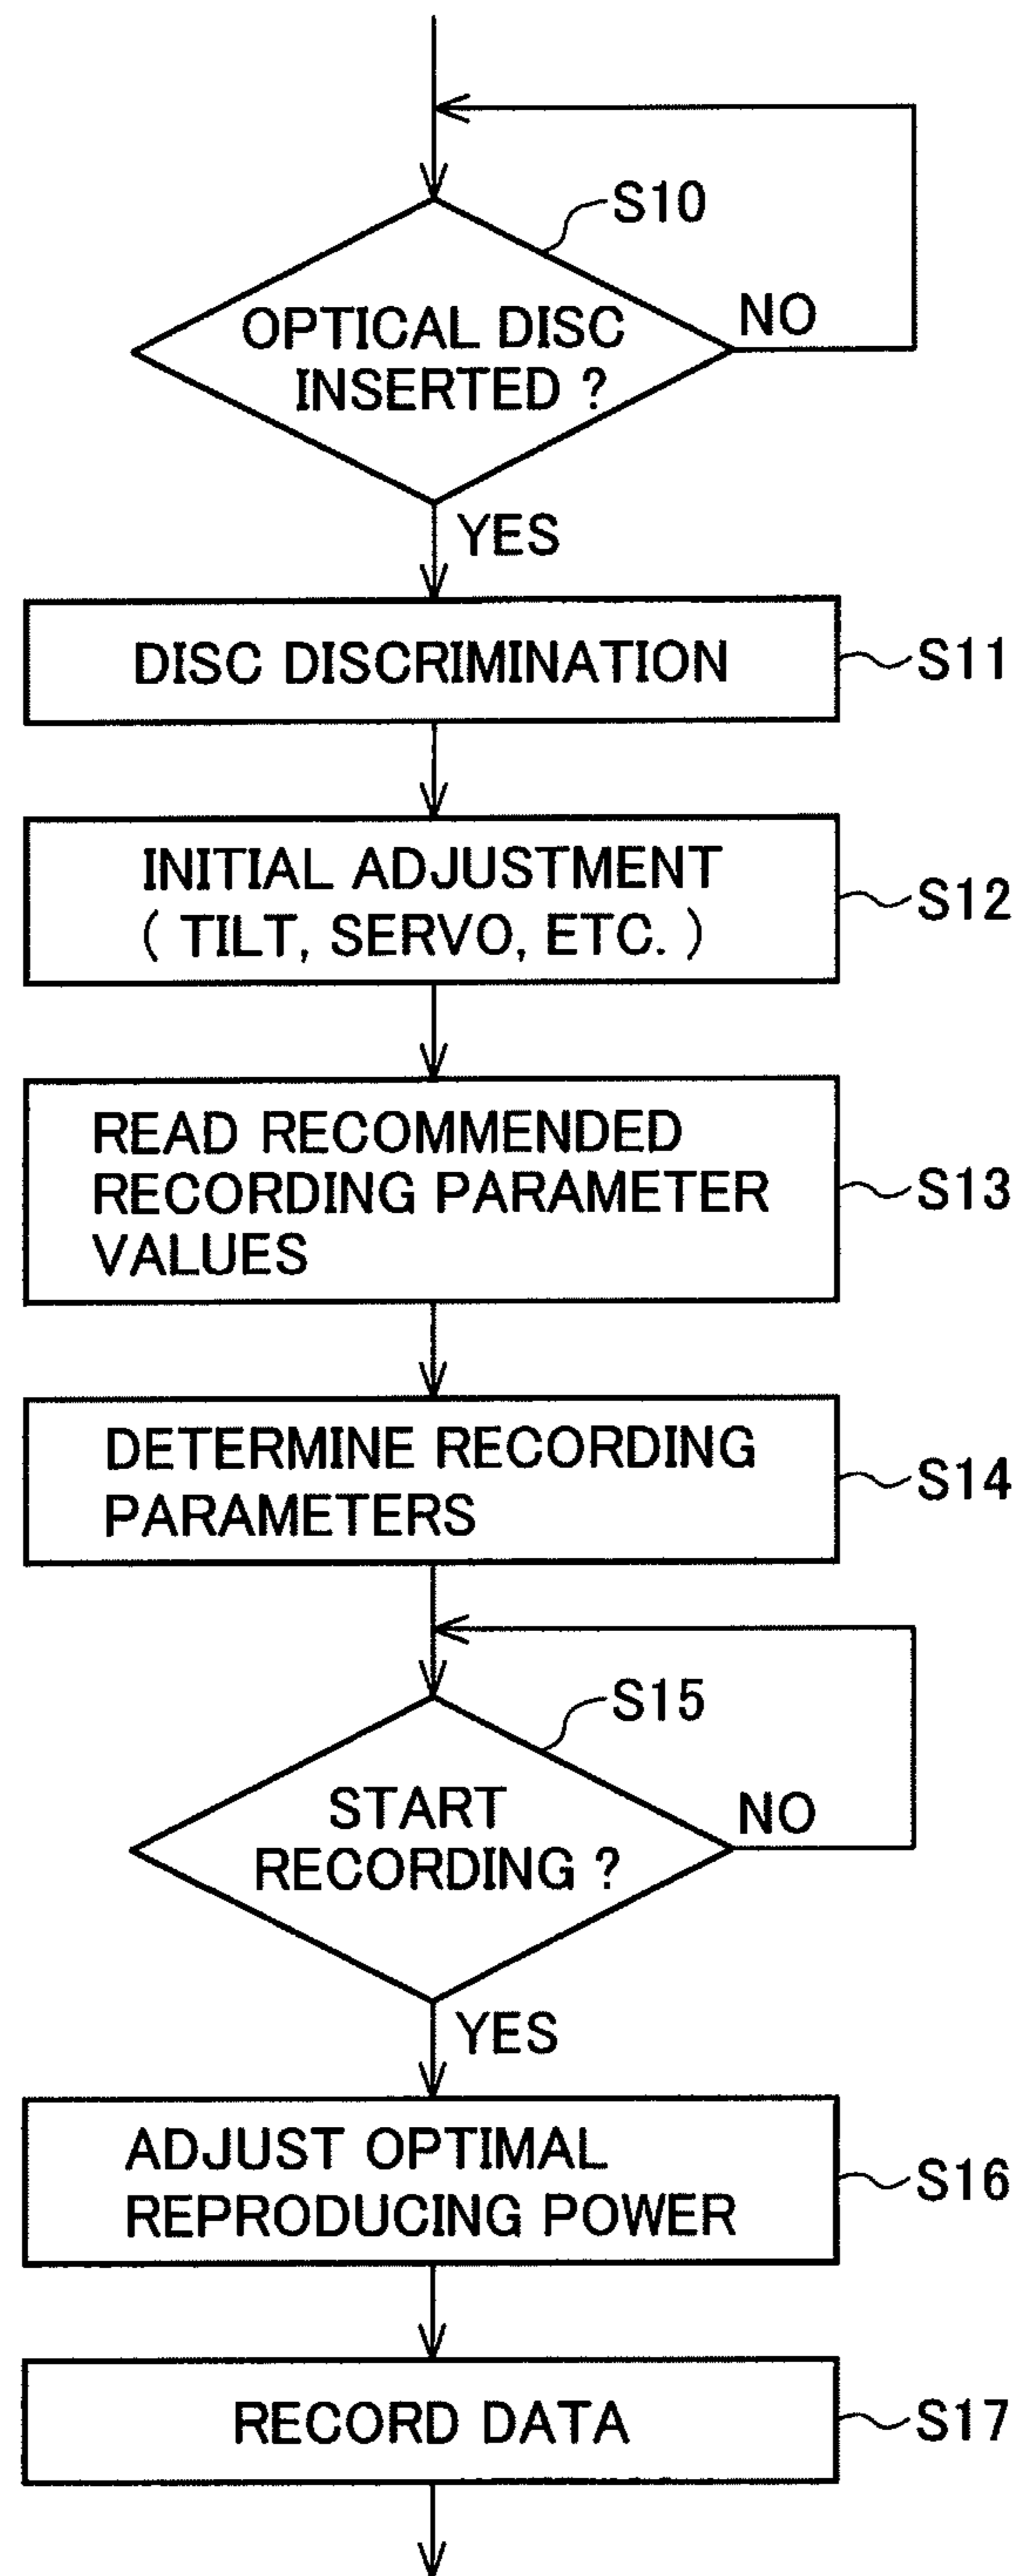 S10
OPTICAL DISC
INSERTED ?
NO
YES
DISC DISCRIMINATION
S11
INITIAL ADJUSTMENT
( TILT, SERVO, ETC. )
S12
READ RECOMMENDED
RECORDING PARAMETER
VALUES
S13
DETERMINE RECORDING
PARAMETERS
S14
S15
START
RECORDING ?
NO
YES
ADJUST OPTIMAL
REPRODUCING POWER
S16
RECORD DATA
S17